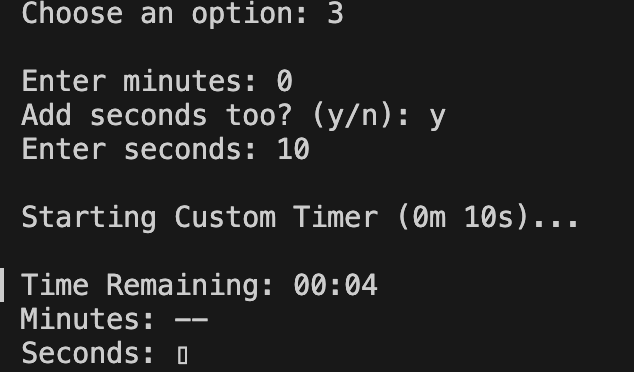 Choose an option: 3
Enter minutes: 0
Add seconds too? (y/n): y
Enter seconds: 10
Starting Custom Timer (0m 10s)...
Time Remaining: 00:04
Minutes: ——
Seconds: ▯